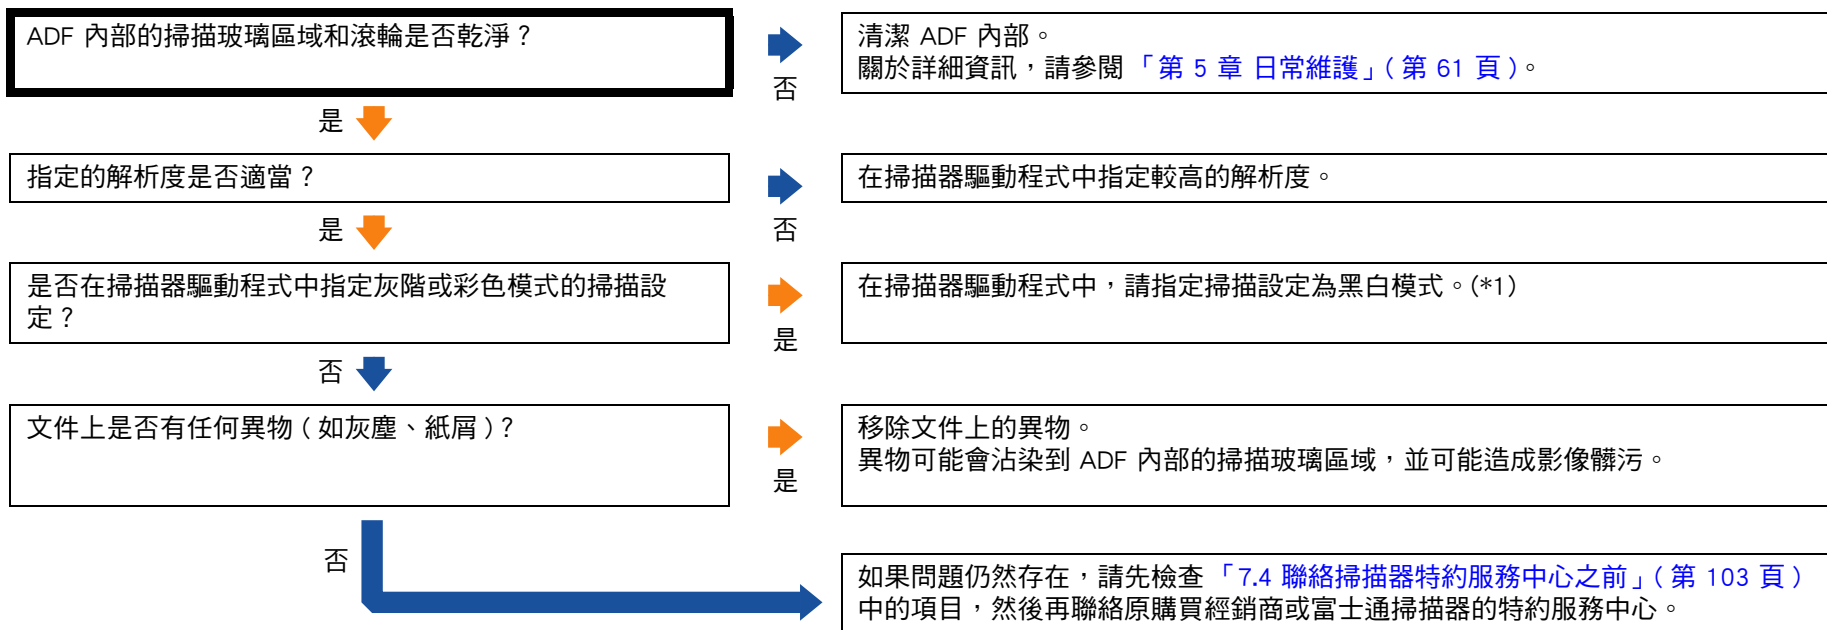 ADF 內部的掃描玻璃區域和滾輪是否乾淨？
否
清潔 ADF 內部。
關於詳細資訊，請參閱 「第 5 章 日常維護」( 第 61 頁 )。
是
指定的解析度是否適當？
否
在掃描器驅動程式中指定較高的解析度。
是
是否在掃描器驅動程式中指定灰階或彩色模式的掃描設
定？
是
在掃描器驅動程式中，請指定掃描設定為黑白模式。(*1)
否
文件上是否有任何異物 ( 如灰塵、紙屑 )？
是
移除文件上的異物。
異物可能會沾染到 ADF 內部的掃描玻璃區域，並可能造成影像髒污。
否
如果問題仍然存在，請先檢查 「7.4 聯絡掃描器特約服務中心之前」( 第 103 頁 )
中的項目，然後再聯絡原購買經銷商或富士通掃描器的特約服務中心。